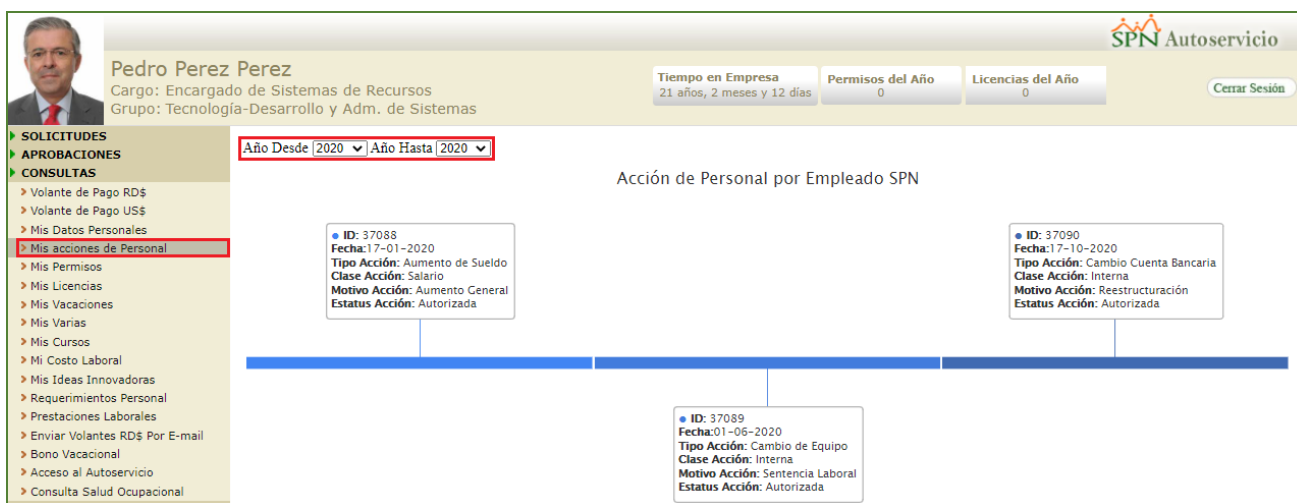 SPN Autoservicio
Pedro Perez Perez
Cargo: Encargado de Sistemas de Recursos
Grupo: Tecnología-Desarrollo y Adm. de Sistemas
Tiempo en Empresa
21 años, 2 meses y 12 días
Permisos del Año
0
Licencias del Año
0
Cerrar Sesión
SOLICITUDES
APROBACIONES
CONSULTAS
Volante de Pago RD$
Volante de Pago US$
Mis Datos Personales
Mis acciones de Personal
Mis Permisos
Mis Licencias
Mis Vacaciones
Mis Varias
Mis Cursos
Mi Costo Laboral
Mis Ideas Innovadoras
Requerimientos Personal
Prestaciones Laborales
Enviar Volantes RD$ Por E-mail
Bono Vacacional
Acceso al Autoservicio
Consulta Salud Ocupacional
Año Desde 2020 Año Hasta 2020
Acción de Personal por Empleado SPN
ID: 37088
Fecha:17-01-2020
Tipo Acción: Aumento de Sueldo
Clase Acción: Salario
Motivo Acción: Aumento General
Estatus Acción: Autorizada
ID: 37090
Fecha:17-10-2020
Tipo Acción: Cambio Cuenta Bancaria
Clase Acción: Interna
Motivo Acción: Reestructuración
Estatus Acción: Autorizada
ID: 37089
Fecha:01-06-2020
Tipo Acción: Cambio de Equipo
Clase Acción: Interna
Motivo Acción: Sentencia Laboral
Estatus Acción: Autorizada